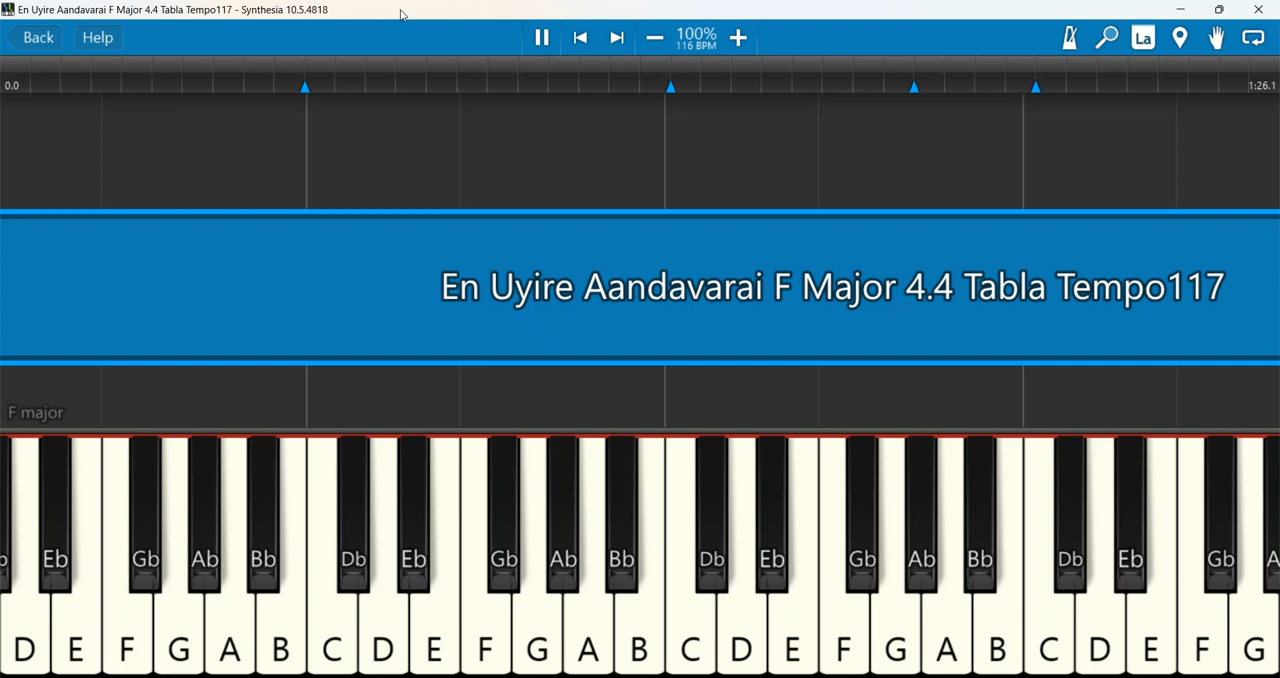 En Uyire Aandavarai F Major 4.4 Tabla Tempo117 - Synthesia 10.5.4818
Back Help 100% La
116 BPM
0.0 1:26.1
En Uyire Aandavarai F Major 4.4 Tabla Tempo117
F major
Eb Gb Ab Bb Db Eb Gb Ab Bb Db Eb Gb Ab Bb Db Eb Gb
D E F G A B C D E F G A B C D E F G A B C D E F G